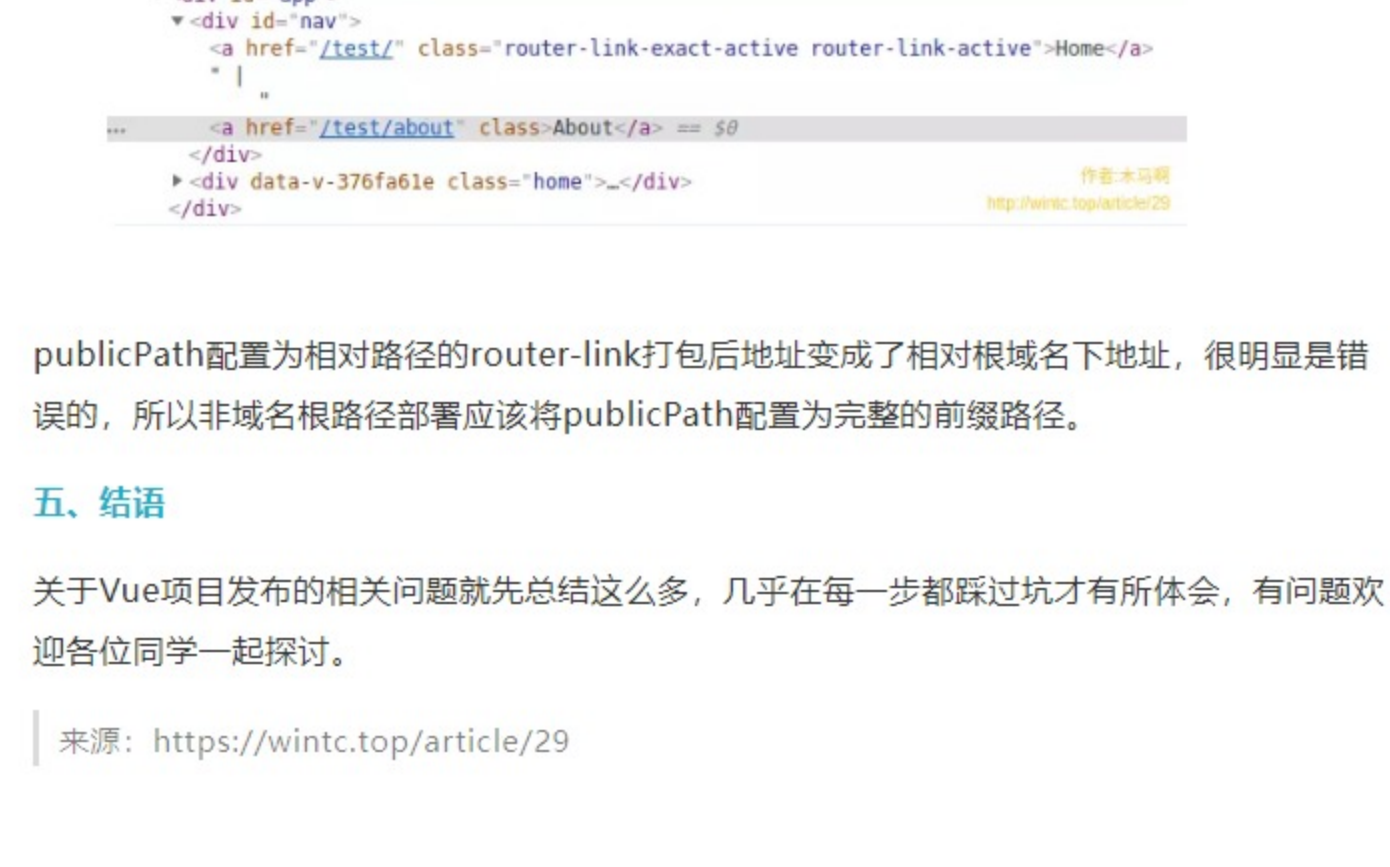 ▼<div id="nav">
<a href="/test/" class="router-link-exact-active router-link-active">Home</a>
" |
"
... <a href="/test/about" class>About</a> == $0
</div>
▶<div data-v-376fa61e class="home">…</div>
作者:木马啊
</div>
http://wintc.top/article/29
publicPath配置为相对路径的router-link打包后地址变成了相对根域名下地址，很明显是错
误的，所以非域名根路径部署应该将publicPath配置为完整的前缀路径。
五、结语
关于Vue项目发布的相关问题就先总结这么多，几乎在每一步都踩过坑才有所体会，有问题欢
迎各位同学一起探讨。
来源：https://wintc.top/article/29